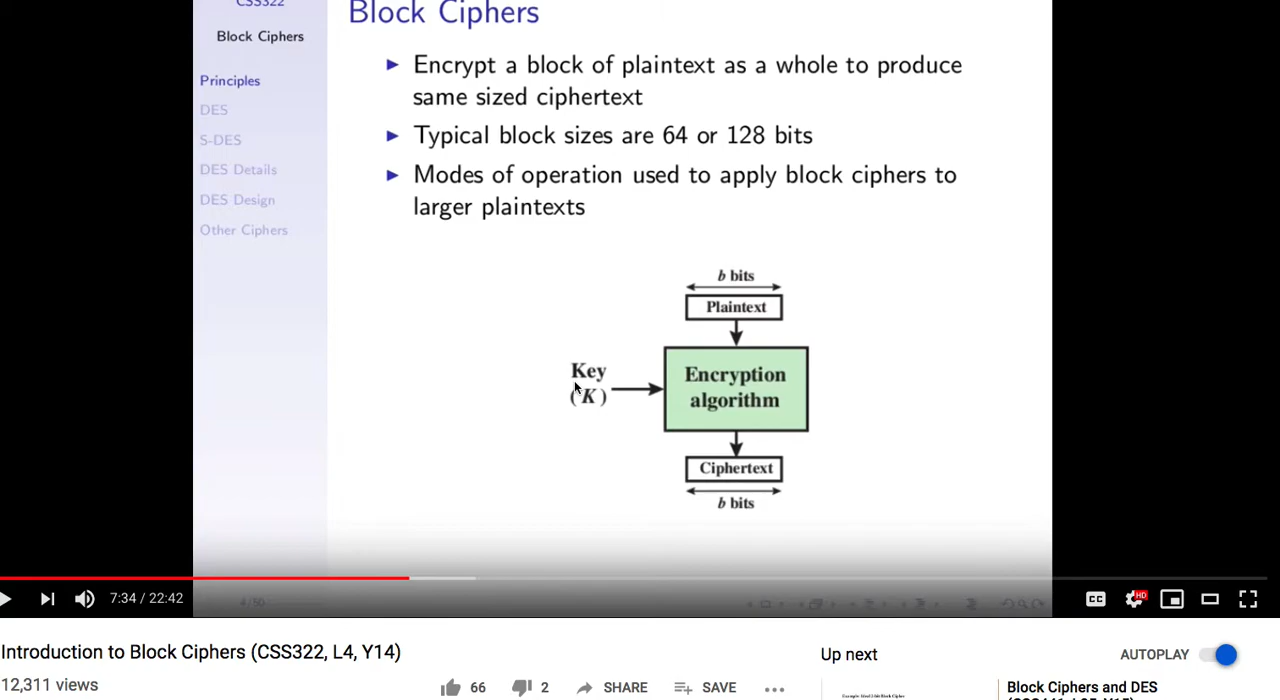 CSS322
Block Ciphers
Block Ciphers
Principles
DES
S-DES
DES Details
DES Design
Other Ciphers
Encrypt a block of plaintext as a whole to produce
same sized ciphertext
Typical block sizes are 64 or 128 bits
Modes of operation used to apply block ciphers to
larger plaintexts
b bits
Plaintext
Key
(K)
Encryption
algorithm
Ciphertext
b bits
4/50
7:34 / 22:42
CC
HD
Introduction to Block Ciphers (CSS322, L4, Y14)
12,311 views
66
2
SHARE
SAVE
Up next
AUTOPLAY
Block Ciphers and DES